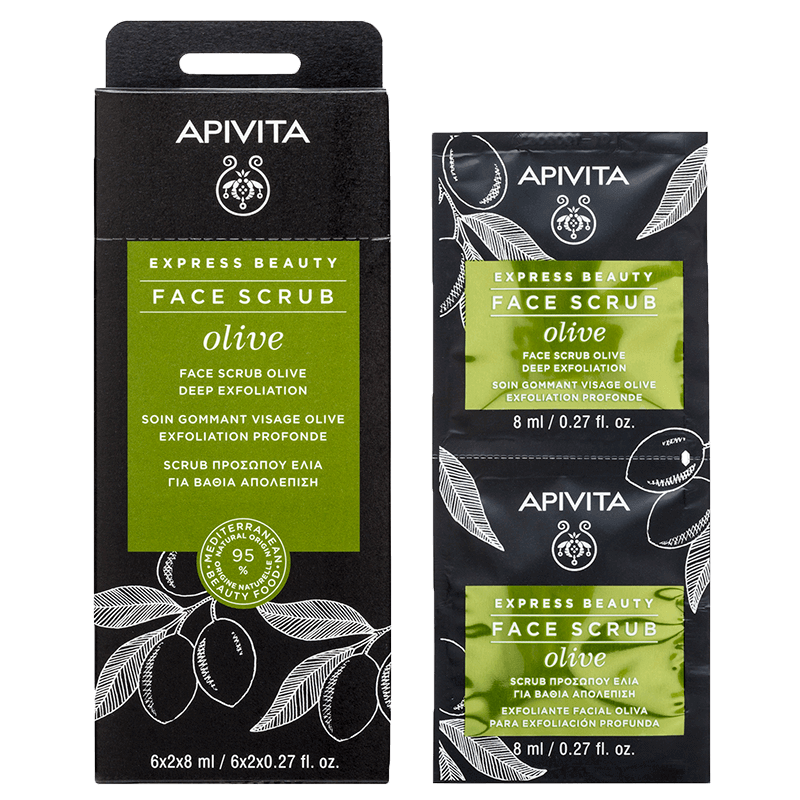 APIVITA
EXPRESS BEAUTY
FACE SCRUB
olive
FACE SCRUB OLIVE
DEEP EXFOLIATION
SOIN GOMMANT VISAGE OLIVE
EXFOLIATION PROFONDE
SCRUB ΠΡΟΣΩΠΟΥ ΕΛΙΑ
ΓΙΑ ΒΑΘΙΑ ΑΠΟΛΕΠΙΣΗ
MEDITERRANEAN
NATURAL ORIGIN
95
%
ORIGINE NATURELLE
BEAUTY FOOD
6x2x8 ml / 6x2x0.27 fl. oz.
APIVITA
EXPRESS BEAUTY
FACE SCRUB
olive
FACE SCRUB OLIVE
DEEP EXFOLIATION
SOIN GOMMANT VISAGE OLIVE
EXFOLIATION PROFONDE
8 ml / 0.27 fl. oz.
APIVITA
EXPRESS BEAUTY
FACE SCRUB
olive
SCRUB ΠΡΟΣΩΠΟΥ ΕΛΙΑ
ΓΙΑ ΒΑΘΙΑ ΑΠΟΛΕΠΙΣΗ
EXFOLIANTE FACIAL OLIVA
PARA EXFOLIACIÓN PROFUNDA
8 ml / 0.27 fl. oz.